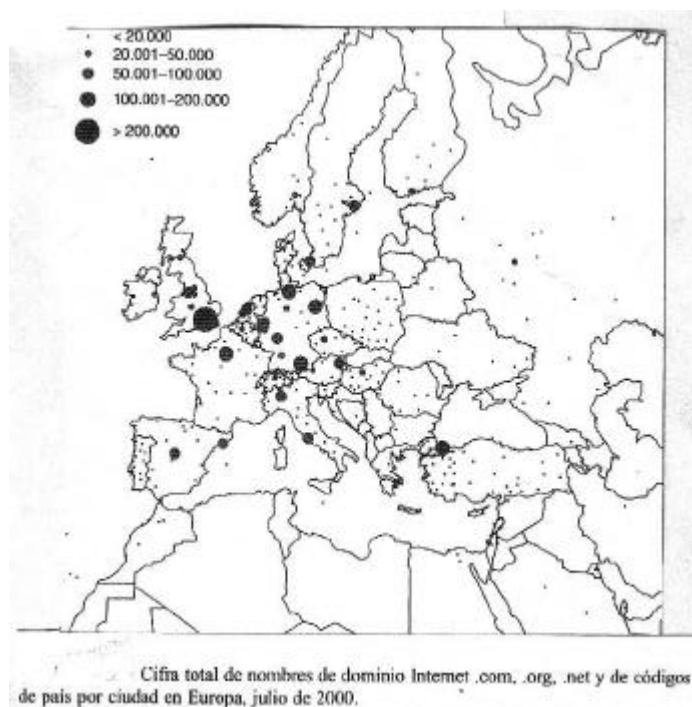 < 20.000
20.001–50.000
50.001–100.000
100.001–200.000
> 200.000
Cifra total de nombres de dominio Internet .com, .org, .net y de códigos
de país por ciudad en Europa, julio de 2000.